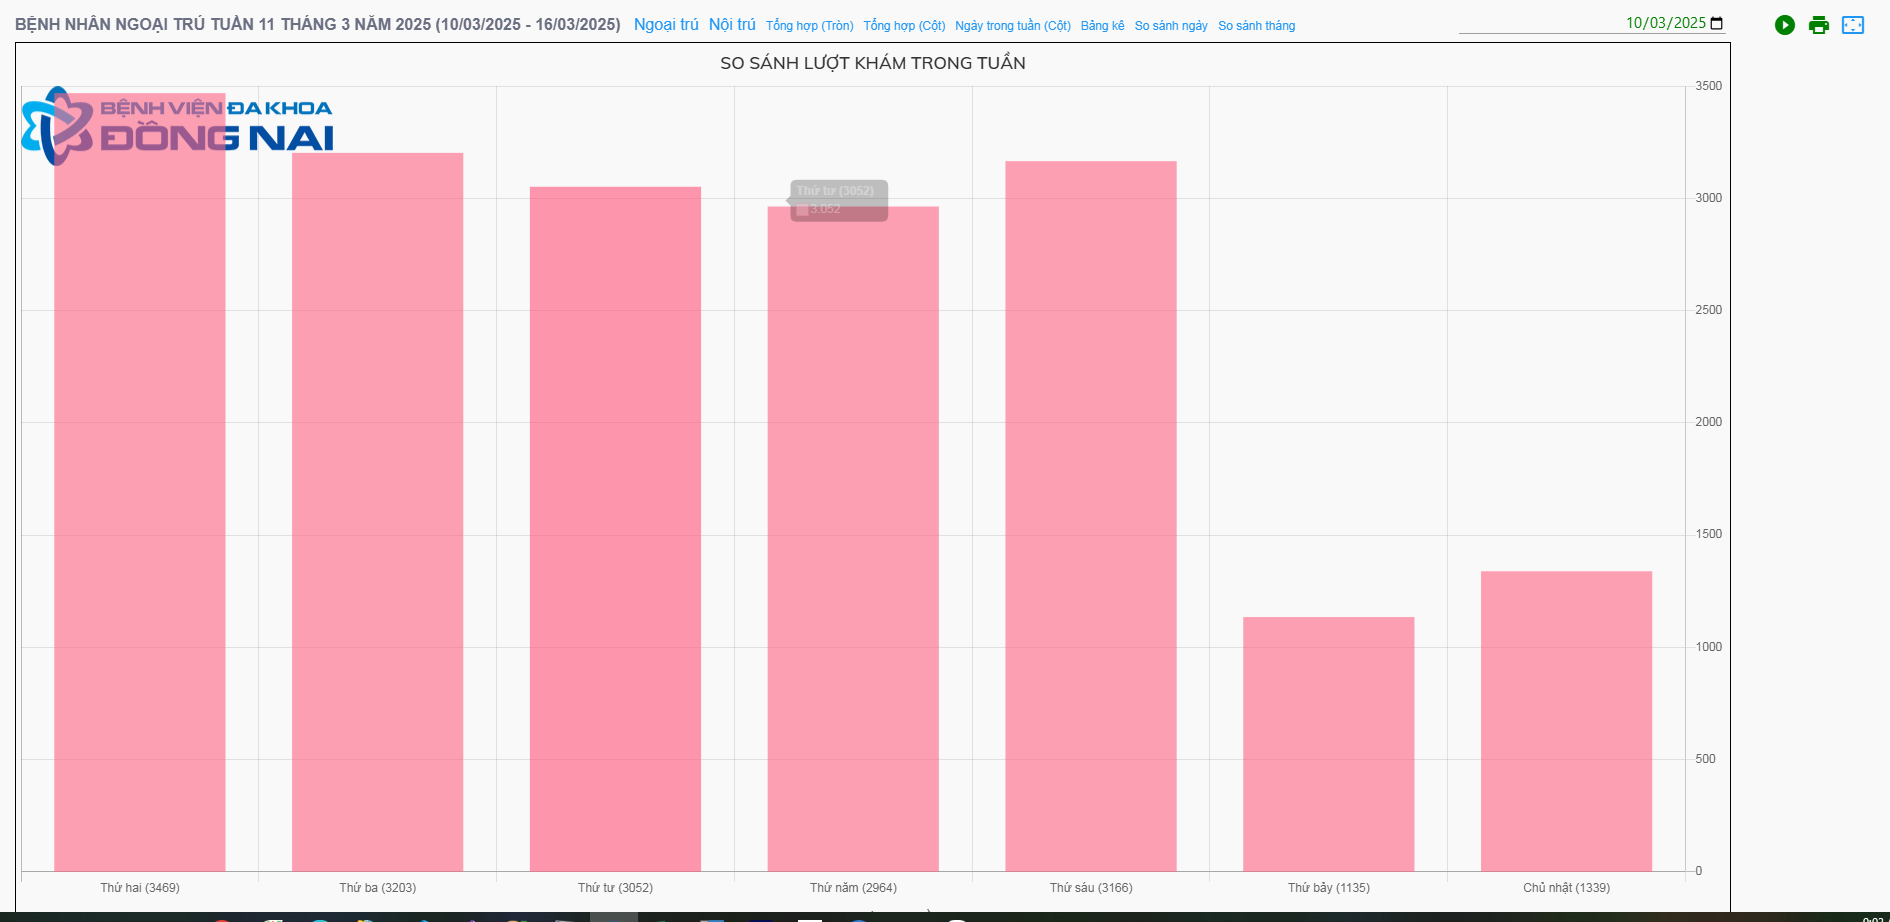 BỆNH NHÂN NGOẠI TRÚ TUẦN 11 THÁNG 3 NĂM 2025 (10/03/2025 - 16/03/2025) Ngoại trú Nội trú Tổng hợp (Tròn) Tổng hợp (Cột) Ngày trong tuần (Cột) Bảng kê So sánh ngày So sánh tháng 10/03/2025
SO SÁNH LƯỢT KHÁM TRONG TUẦN
BỆNH VIỆN ĐA KHOA
ĐỒNG NAI
3500
Thứ tư (3052)
3.052
3000
2500
2000
1500
1000
500
0
Thứ hai (3469) Thứ ba (3203) Thứ tư (3052) Thứ năm (2964) Thứ sáu (3166) Thứ bảy (1135) Chủ nhật (1339)